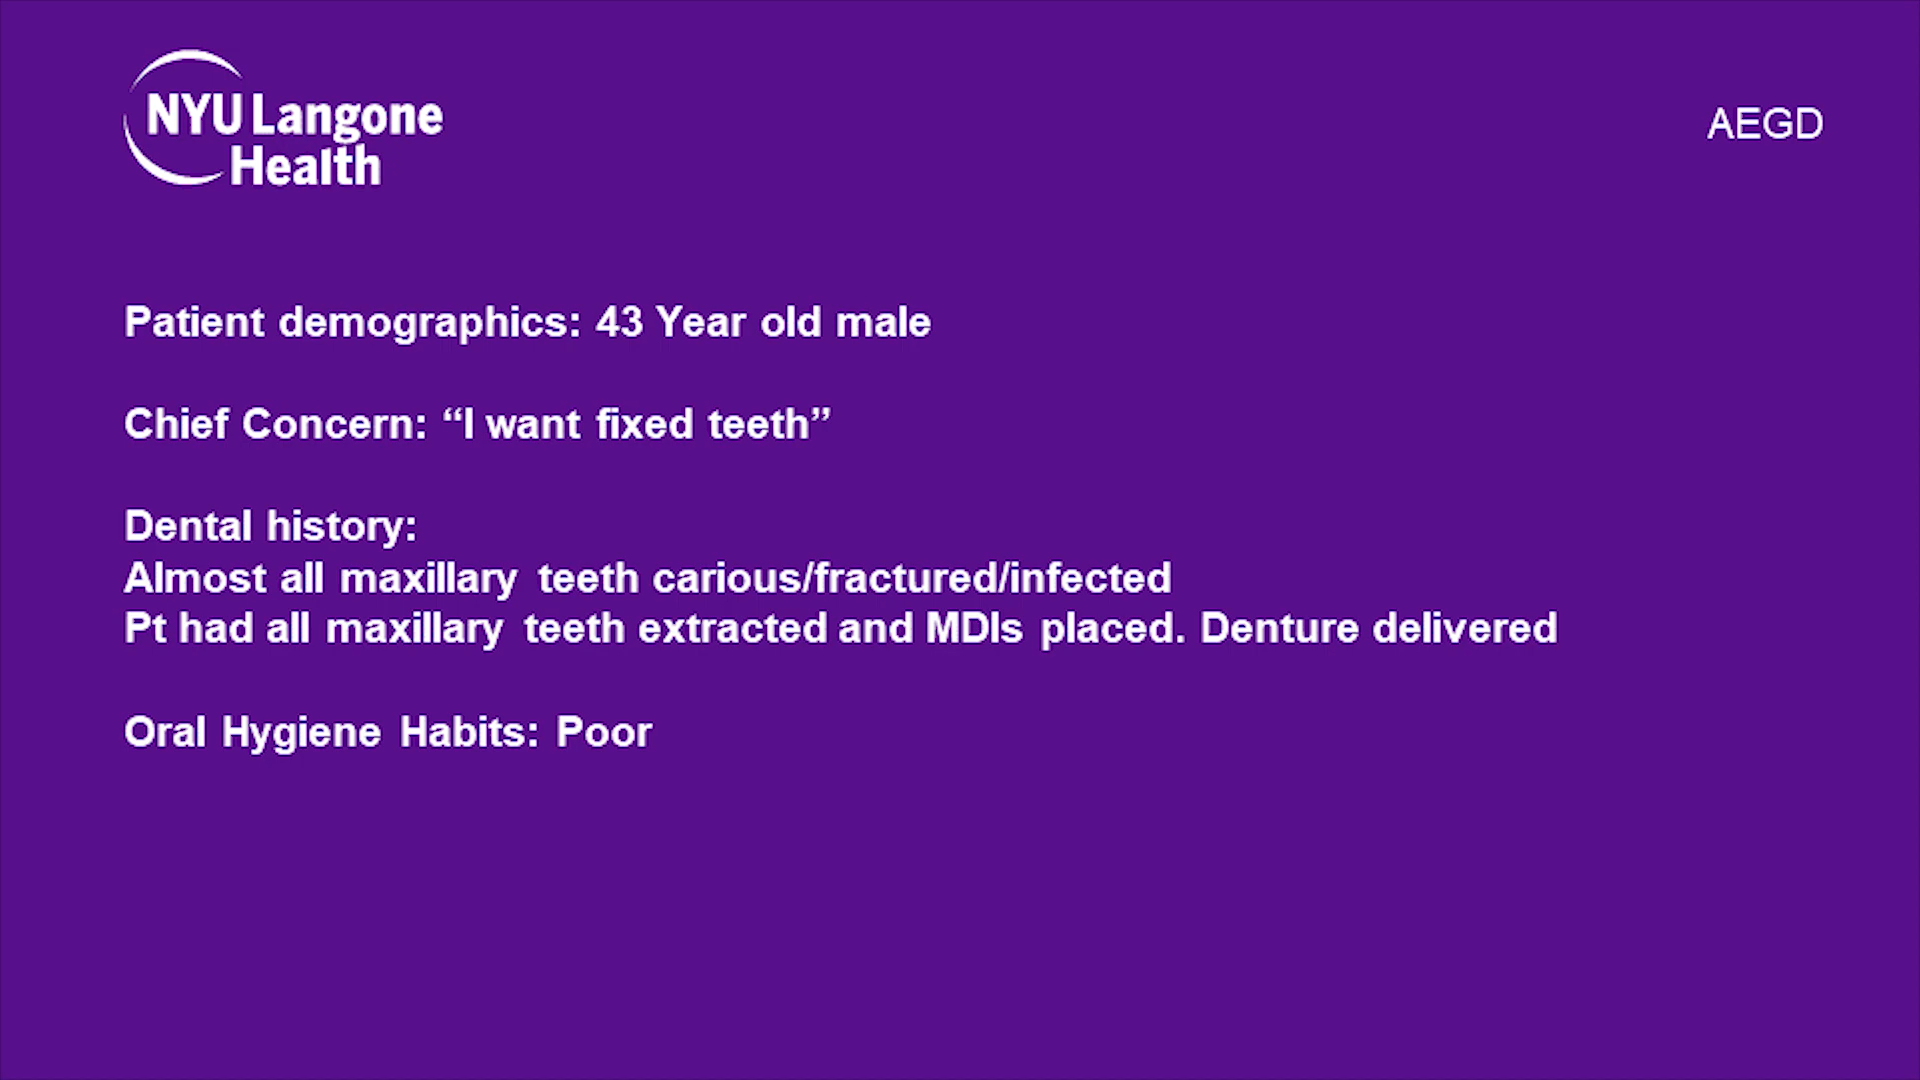 NYU Langone
Health
AEGD
Patient demographics: 43 Year old male
Chief Concern: “I want fixed teeth”
Dental history:
Almost all maxillary teeth carious/fractured/infected
Pt had all maxillary teeth extracted and MDIs placed. Denture delivered
Oral Hygiene Habits: Poor